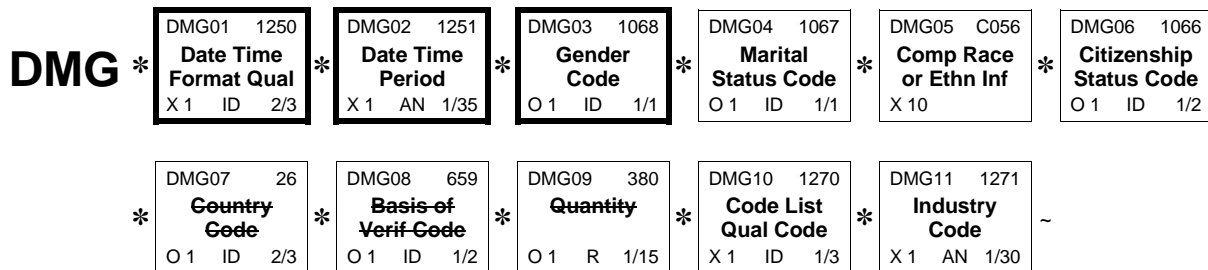 DMG01 1250 DMG02 1251 DMG03 1068 DMG04 1067 DMG05 C056 DMG06 1066
DMG * Date Time * Date Time * Gender * Marital * Comp Race * Citizenship
Format Qual Period Code Status Code or Ethn Inf Status Code
X 1 ID 2/3 X 1 AN 1/35 O 1 ID 1/1 O 1 ID 1/1 X 10 O 1 ID 1/2
DMG07 26 DMG08 659 DMG09 380 DMG10 1270 DMG11 1271
* Country * Basis of * Quantity * Code List * Industry ~
Code Verif Code Qual Code Code
O 1 ID 2/3 O 1 ID 1/2 O 1 R 1/15 X 1 ID 1/3 X 1 AN 1/30